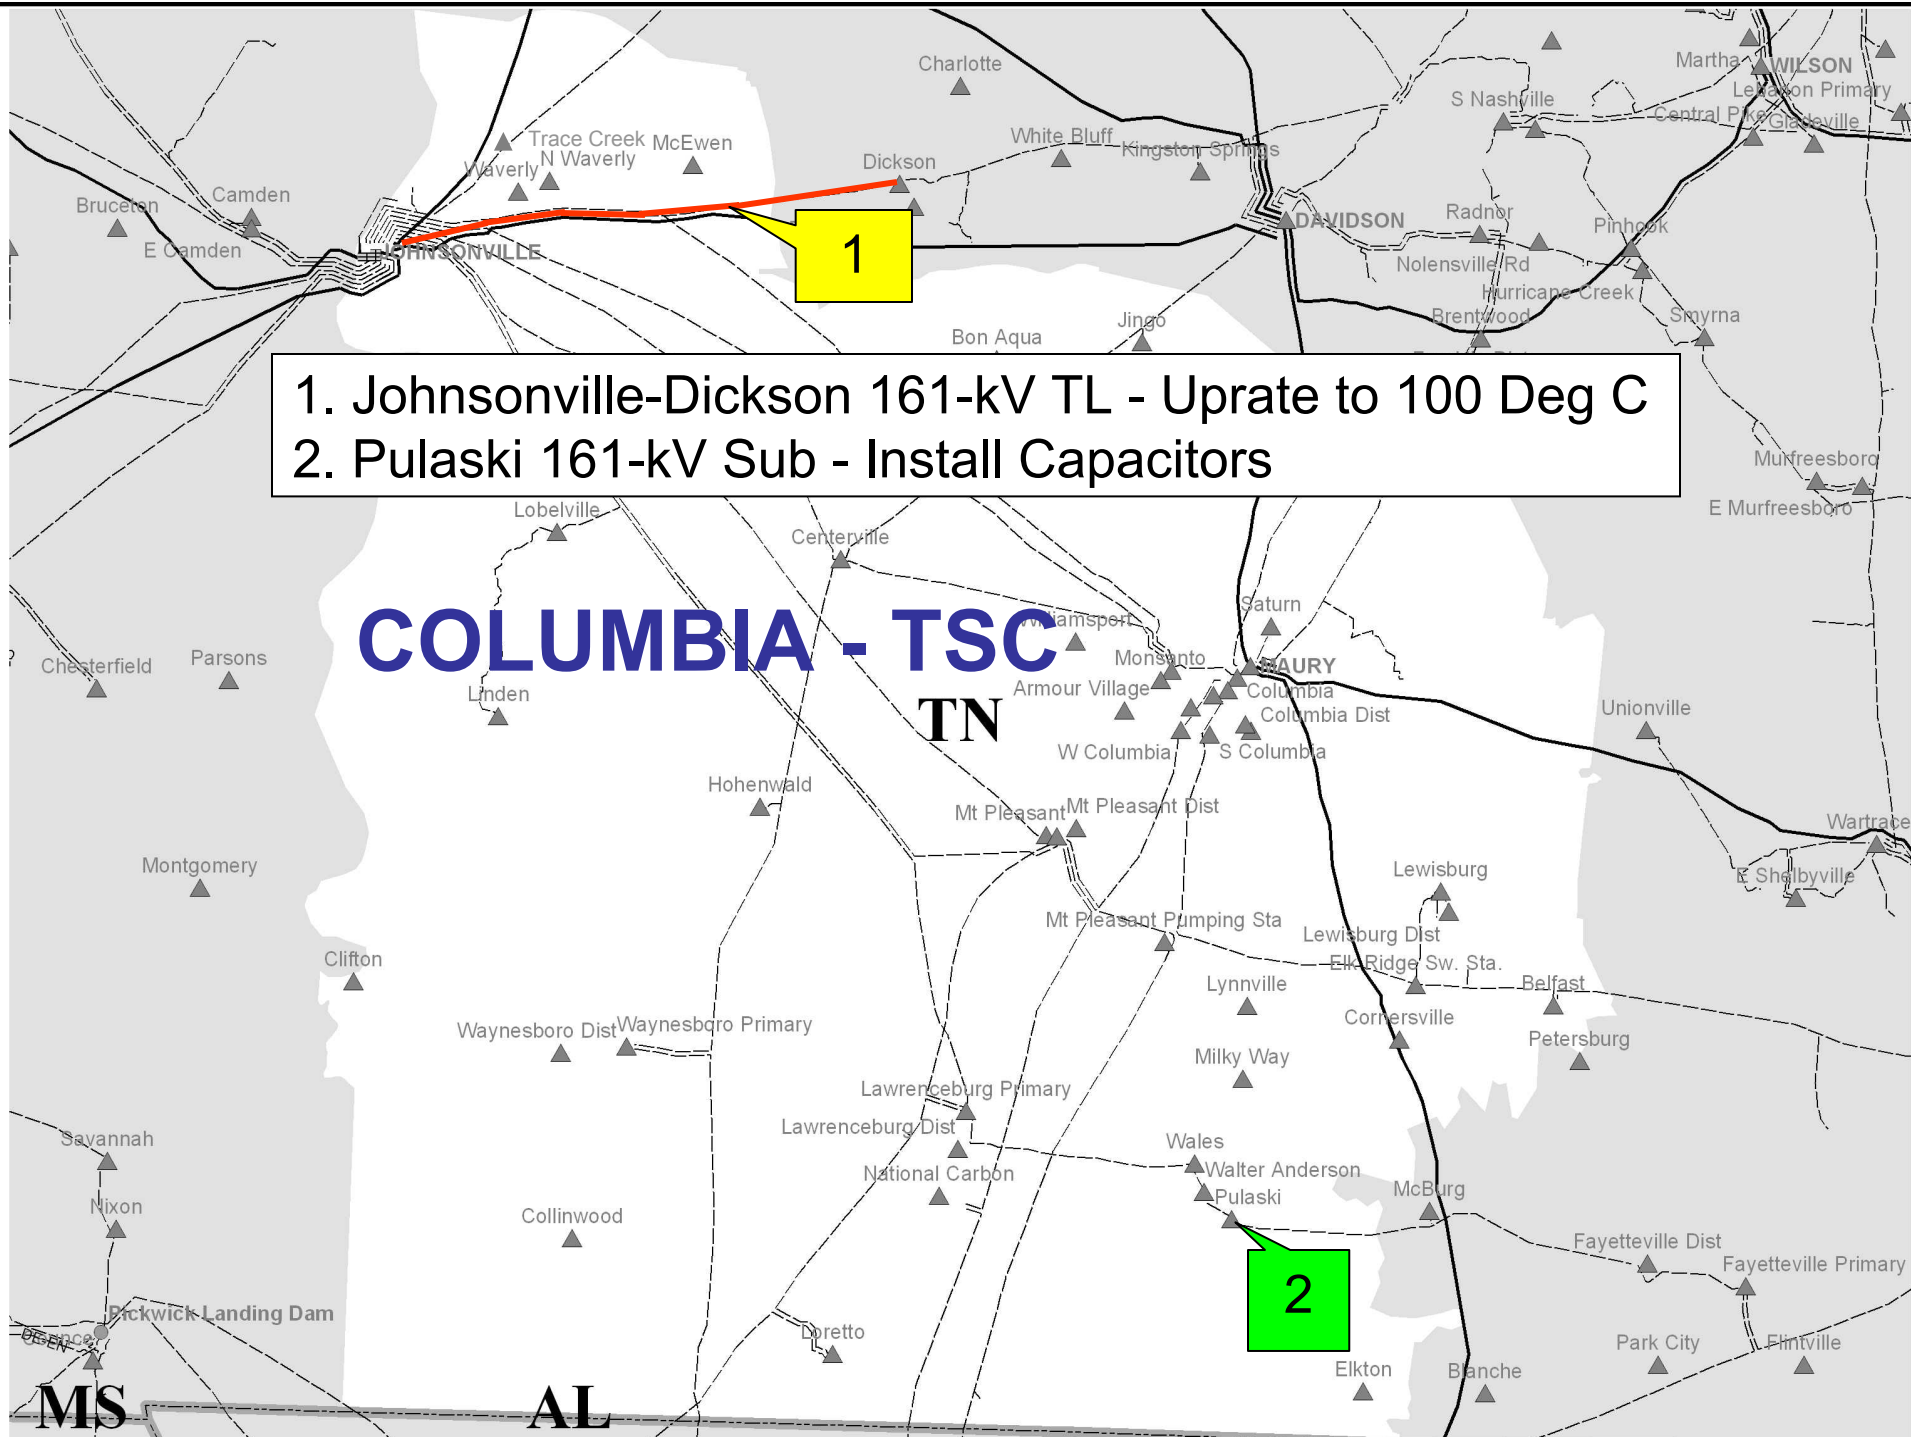 Martha
WILSON
Charlotte
Lebanon Primary
S Nashville
Central Pike
Gladeville
White Bluff
Trace Creek
McEwen
Kingston Springs
N Waverly
Dickson
Waverly
Camden
Bruceton
Radnor
DAVIDSON
Pinhook
E Camden
JOHNSONVILLE
1
Nolensville Rd
Hurricane Creek
Brentwood
Smyrna
Jingo
Bon Aqua
1. Johnsonville-Dickson 161-kV TL - Uprate to 100 Deg C
2. Pulaski 161-kV Sub - Install Capacitors
Murfreesboro
E Murfreesboro
Lobelville
Centerville
Saturn
Williamsport
COLUMBIA - TSC
Chesterfield
Parsons
Monsanto
MAURY
Linden
Armour Village
Columbia
TN
Columbia Dist
Unionville
W Columbia
S Columbia
Hohenwald
Mt Pleasant
Mt Pleasant Dist
Wartrace
Montgomery
Lewisburg
E Shelbyville
Mt Pleasant Pumping Sta
Lewisburg Dist
Clifton
Elk Ridge Sw. Sta.
Lynnville
Belfast
Cornersville
Waynesboro Dist
Waynesboro Primary
Petersburg
Milky Way
Lawrenceburg Primary
Lawrenceburg Dist
Savannah
Wales
National Carbon
Walter Anderson
Pulaski
McBurg
Nixon
Collinwood
Fayetteville Dist
Fayetteville Primary
2
Pickwick Landing Dam
Loretto
Park City
Flintville
Elkton
Blanche
MS
AL